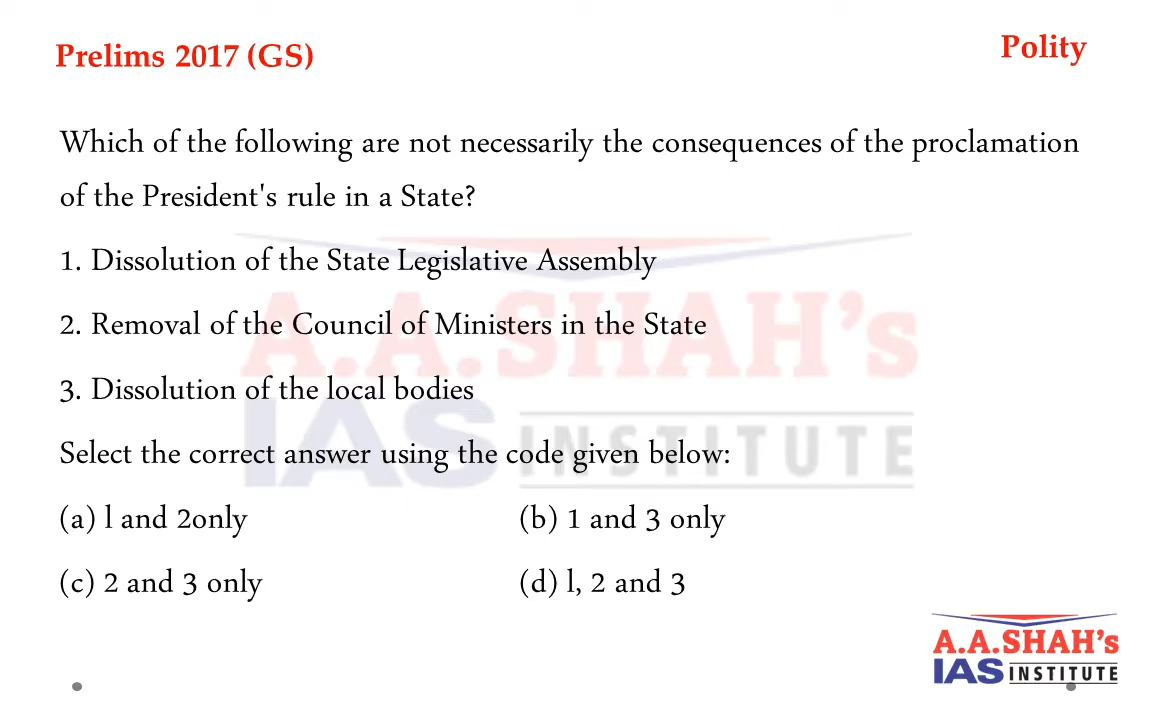 Prelims 2017 (GS)
Polity
Which of the following are not necessarily the consequences of the proclamation
of the President's rule in a State?
1. Dissolution of the State Legislative Assembly
2. Removal of the Council of Ministers in the State
3. Dissolution of the local bodies
Select the correct answer using the code given below:
(a) l and 2only
(b) 1 and 3 only
(c) 2 and 3 only
(d) l, 2 and 3
A.A.SHAH's
IAS INSTITUTE
A.A.SHAH's
IAS INSTITUTE